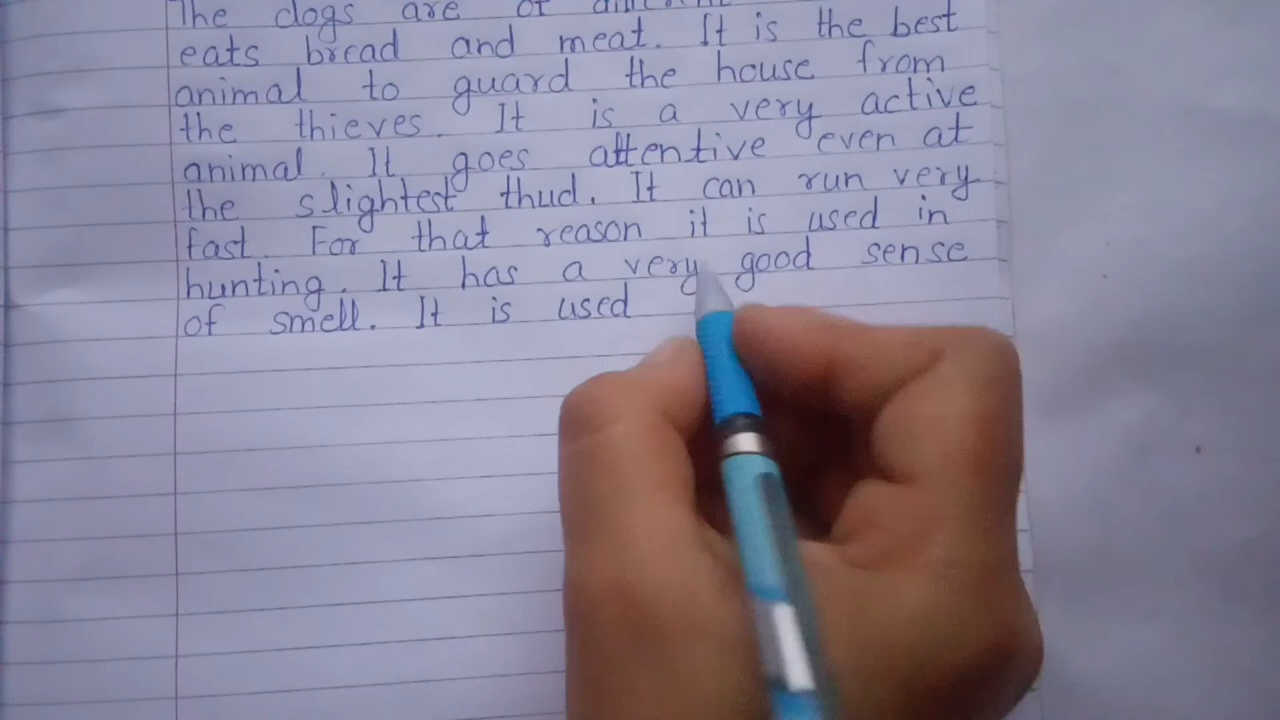 The dogs are of different
eats bread and meat. It is the best
animal to guard the house from
the thieves. It is a very active
animal. It goes attentive even at
the slightest thud. It can run very
fast. For that reason it is used in
hunting. It has a very good sense
of smell. It is used